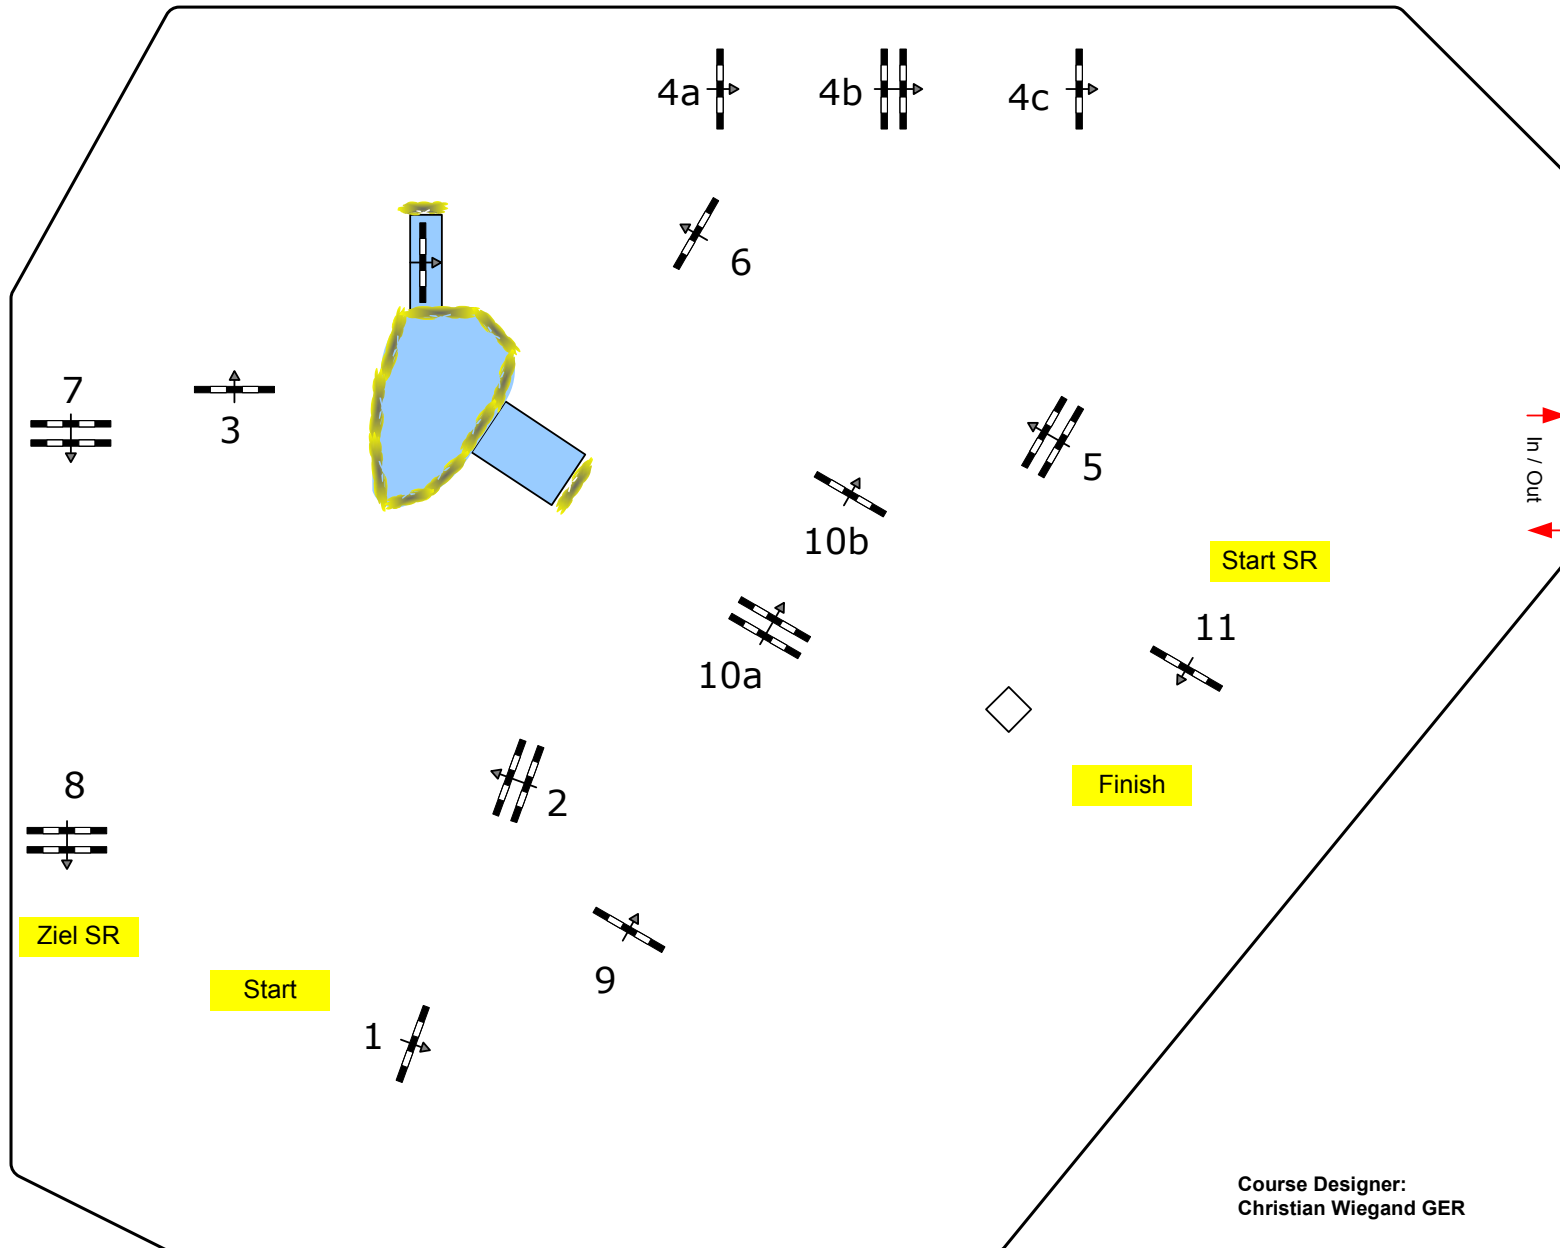 4a
4b
4c
6
7
3
5
In / Out
10b
Start SR
11
10a
8
2
Finish
Ziel SR
9
Start
1
Course Designer:
Christian Wiegand GER